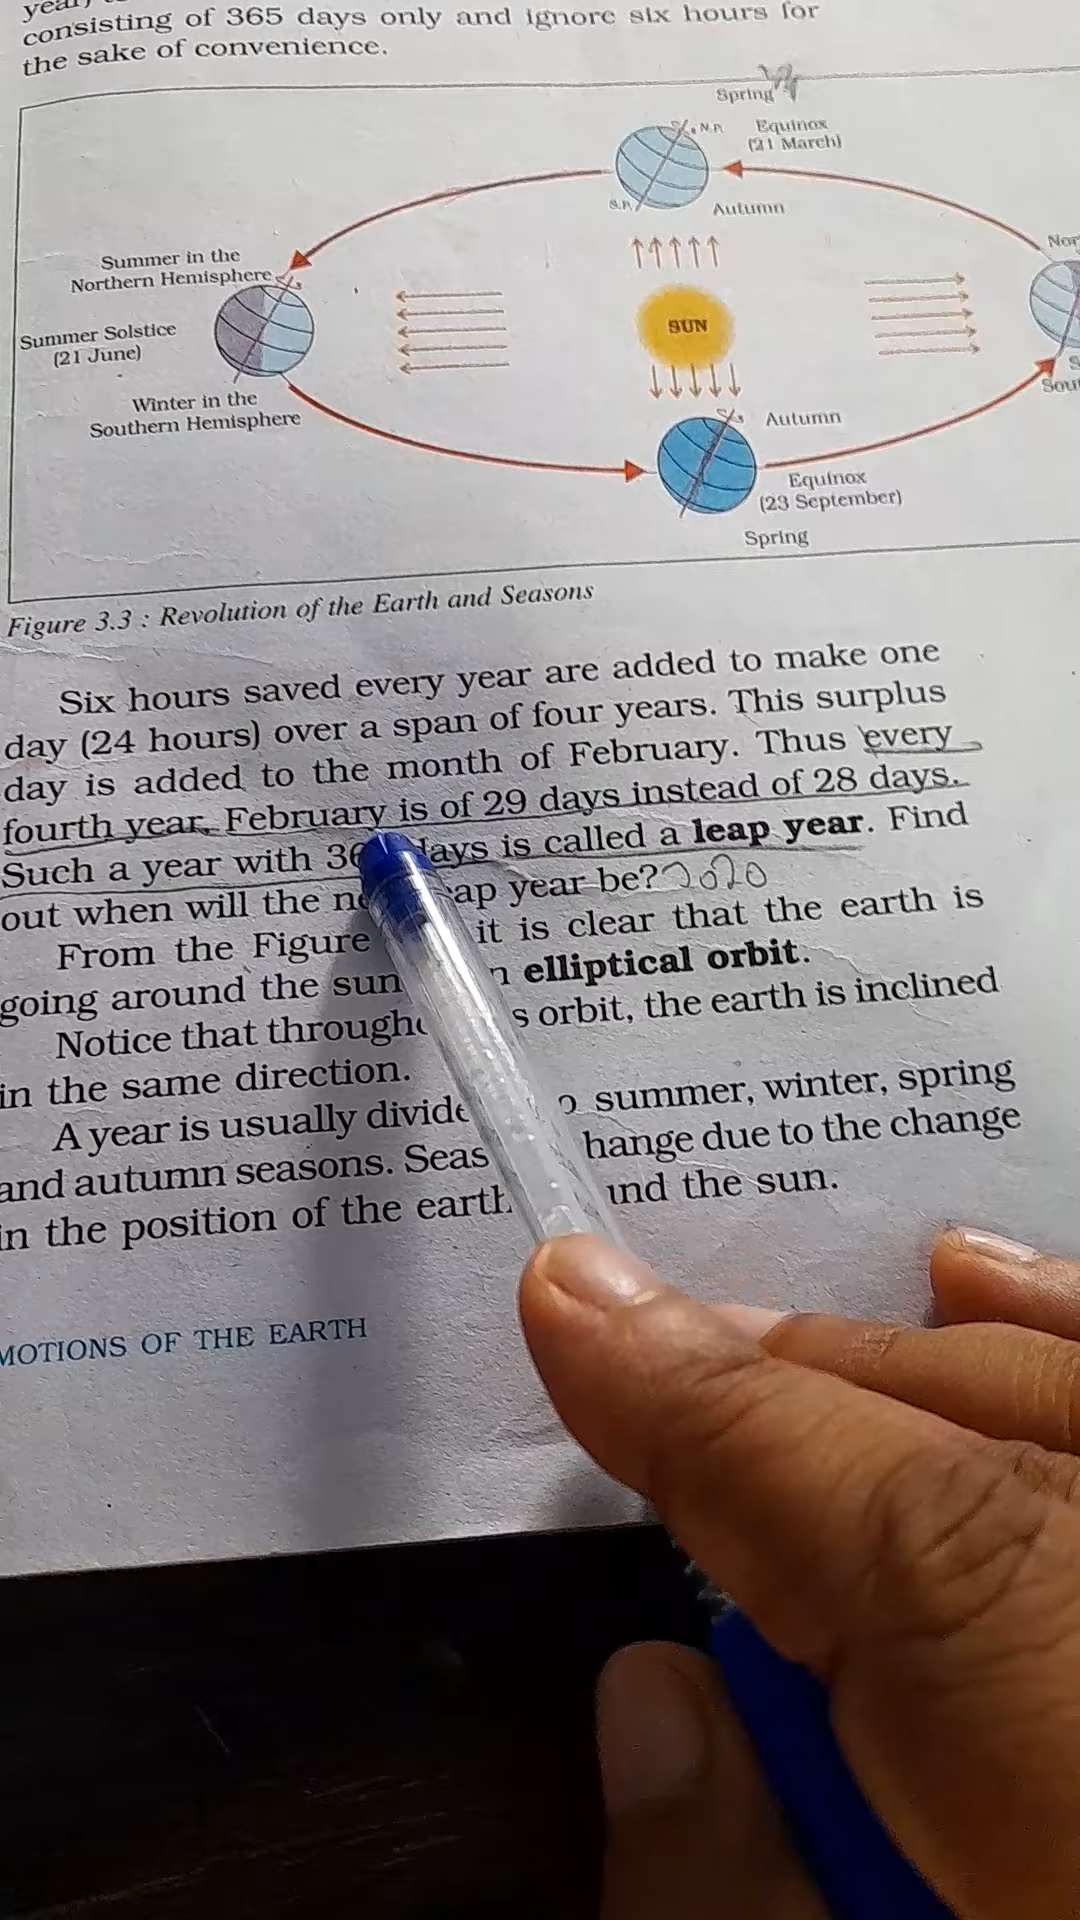 consisting of 365 days only and ignore six hours for
the sake of convenience.
Spring
N.P.
Equinox
(21 March)
S.P.
Autumn
Summer in the
Northern Hemisphere
Summer Solstice
(21 June)
Winter in the
Southern Hemisphere
SUN
Autumn
Equinox
(23 September)
Spring
Figure 3.3 : Revolution of the Earth and Seasons
Six hours saved every year are added to make one
day (24 hours) over a span of four years. This surplus
day is added to the month of February. Thus every
fourth year, February is of 29 days instead of 28 days.
Such a year with days is called a leap year. Find
out when will the year be? 2020
From the Figure it is clear that the earth is
going around the sun elliptical orbit.
Notice that orbit, the earth is inclined
in the same direction.
A year is usually summer, winter, spring
and autumn seasons. due to the change
in the position of the earth the sun.
MOTIONS OF THE EARTH